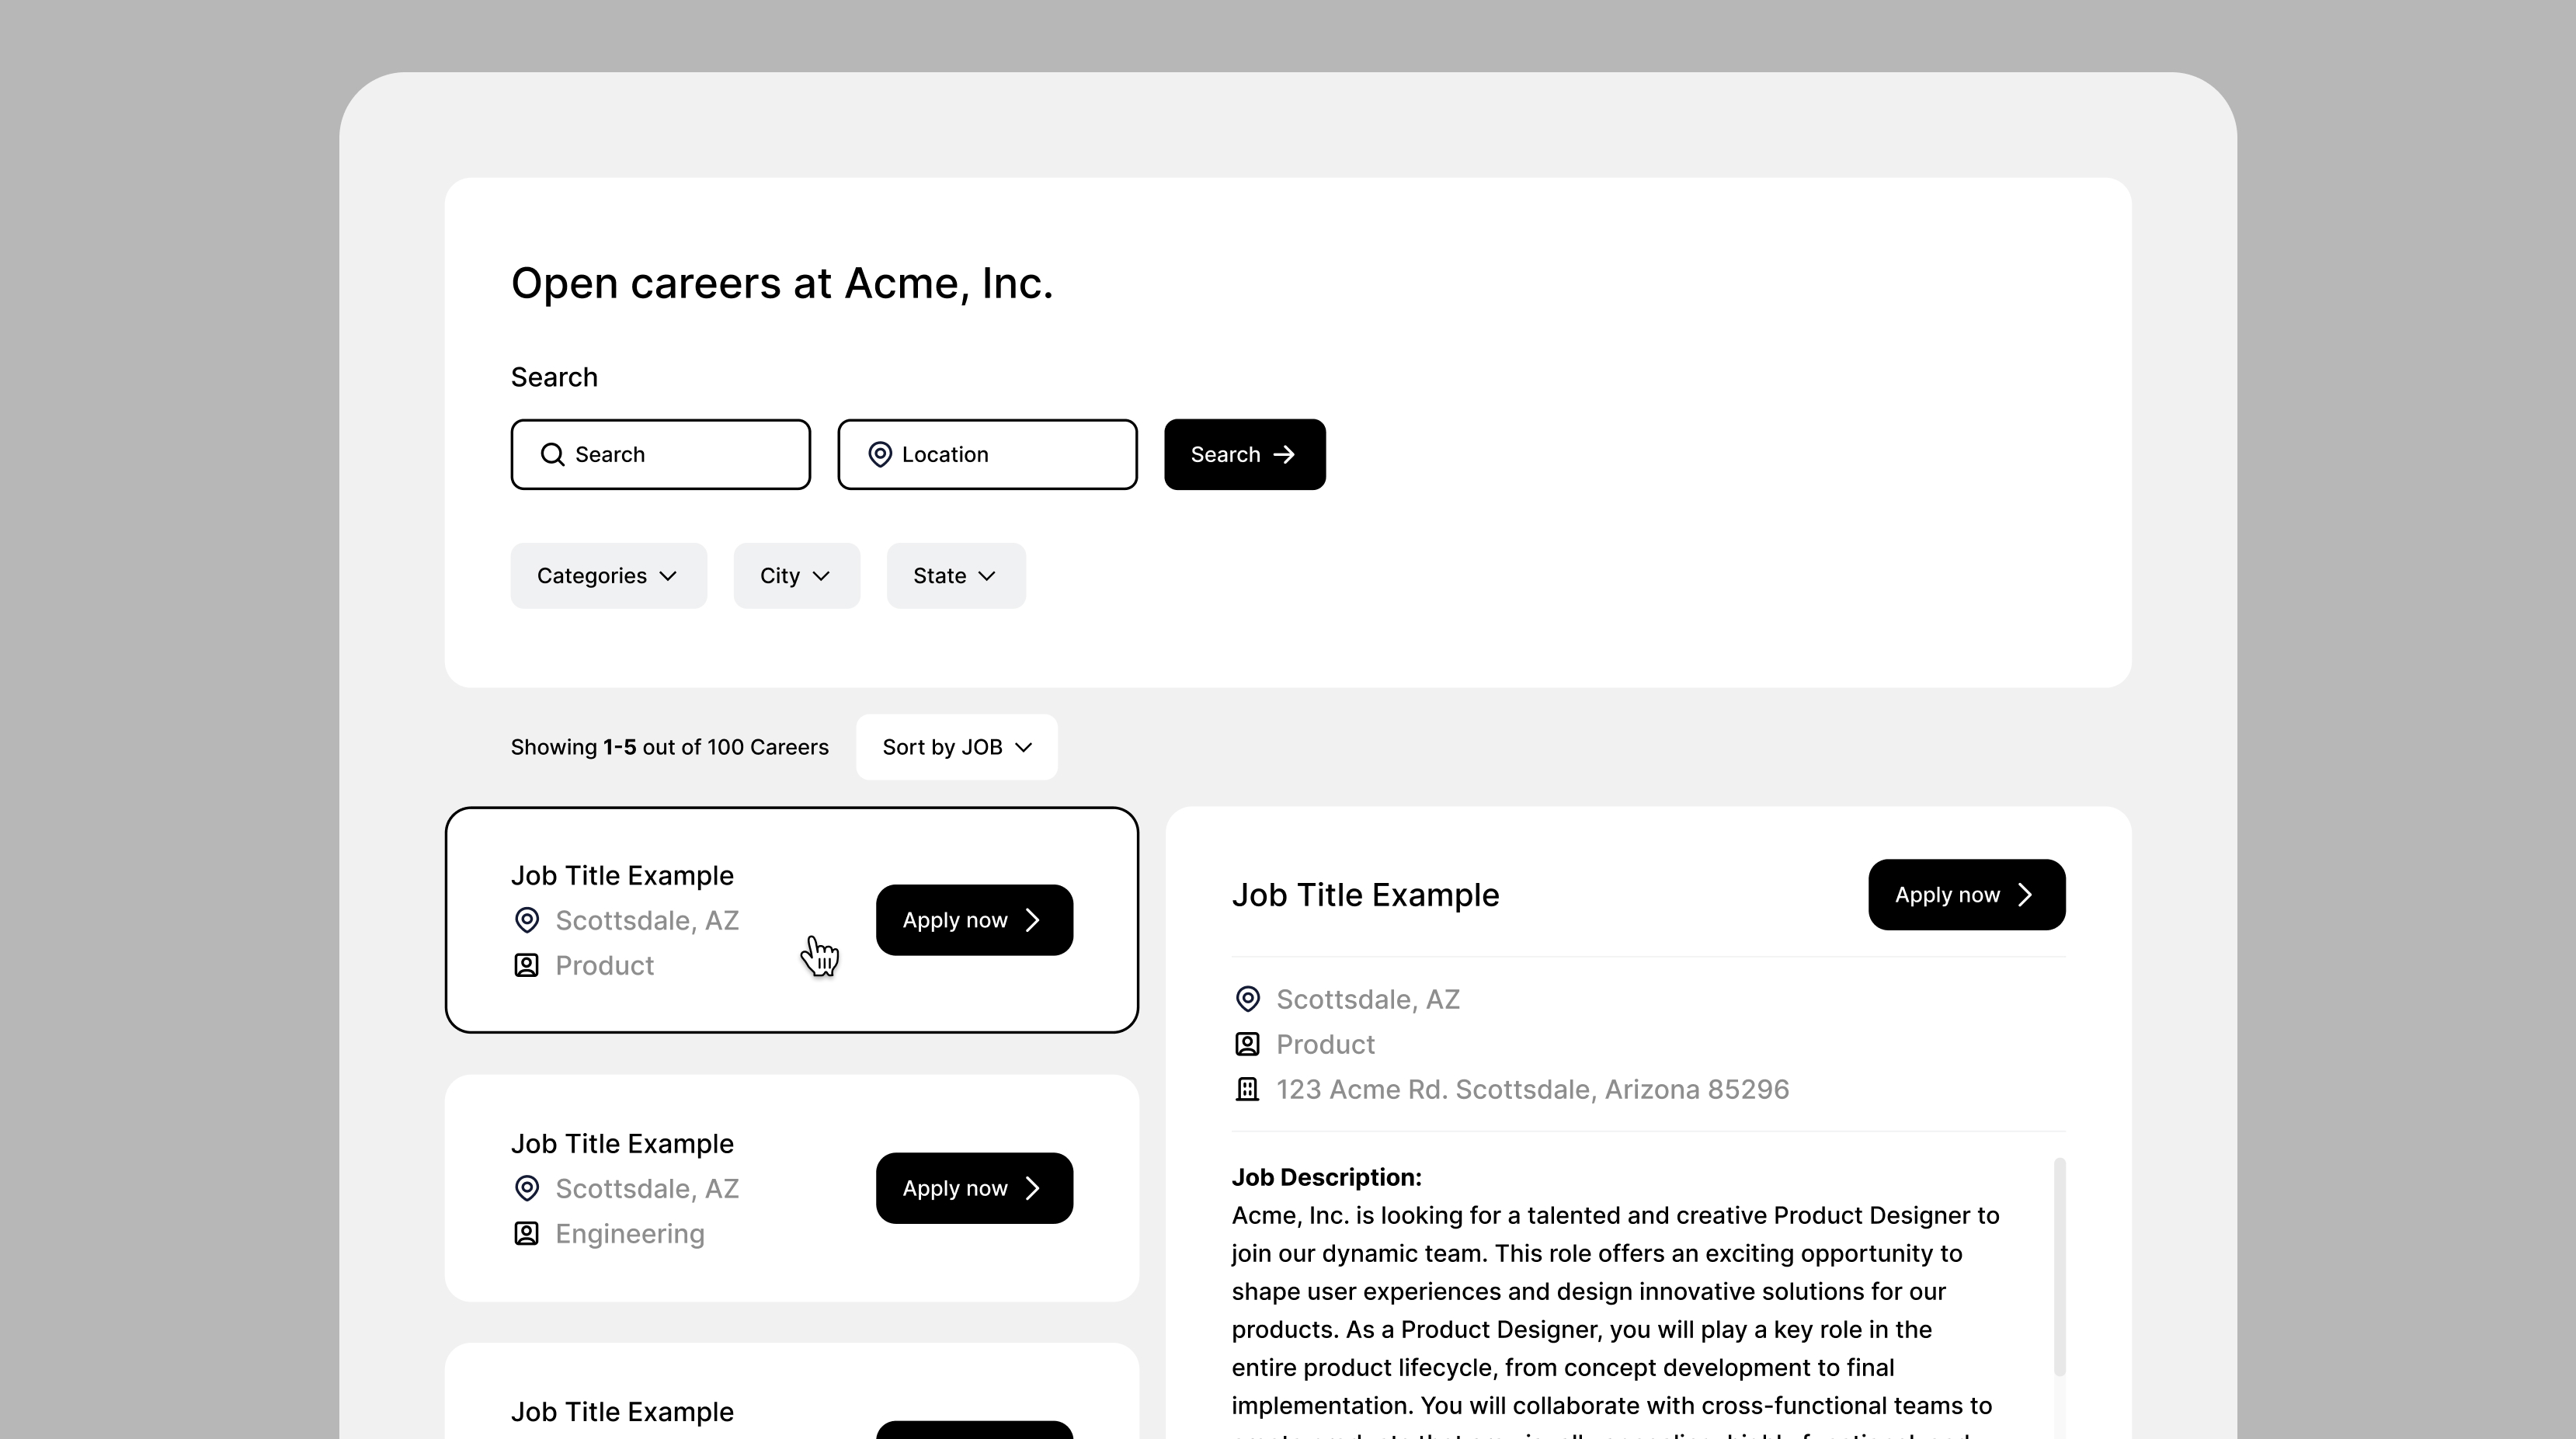 Open careers at Acme, Inc.
Search
Search
Location
Search
Categories
City
State
Showing 1-5 out of 100 Careers
Sort by JOB
Job Title Example
Scottsdale, AZ
Product
Apply now
Job Title Example
Scottsdale, AZ
Engineering
Apply now
Job Title Example
Job Title Example
Apply now
Scottsdale, AZ
Product
123 Acme Rd. Scottsdale, Arizona 85296
Job Description:
Acme, Inc. is looking for a talented and creative Product Designer to
join our dynamic team. This role offers an exciting opportunity to
shape user experiences and design innovative solutions for our
products. As a Product Designer, you will play a key role in the
entire product lifecycle, from concept development to final
implementation. You will collaborate with cross-functional teams to